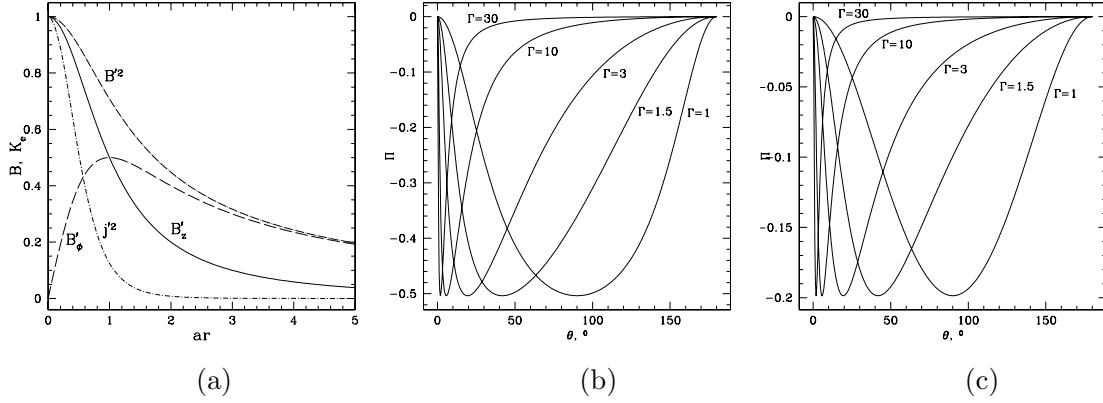 B, K_e
1
0.8
0.6
0.4
0.2
0
B'^2
B'_ϕ
j'^2
B'_z
0 1 2 3 4 5
ar
(a)
Π
0
−0.1
−0.2
−0.3
−0.4
−0.5
Γ=30
Γ=10
Γ=3
Γ=1.5
Γ=1
0 50 100 150
θ, °
(b)
Π
0
−0.05
−0.1
−0.15
−0.2
Γ=30
Γ=10
Γ=3
Γ=1.5
Γ=1
0 50 100 150
θ, °
(c)